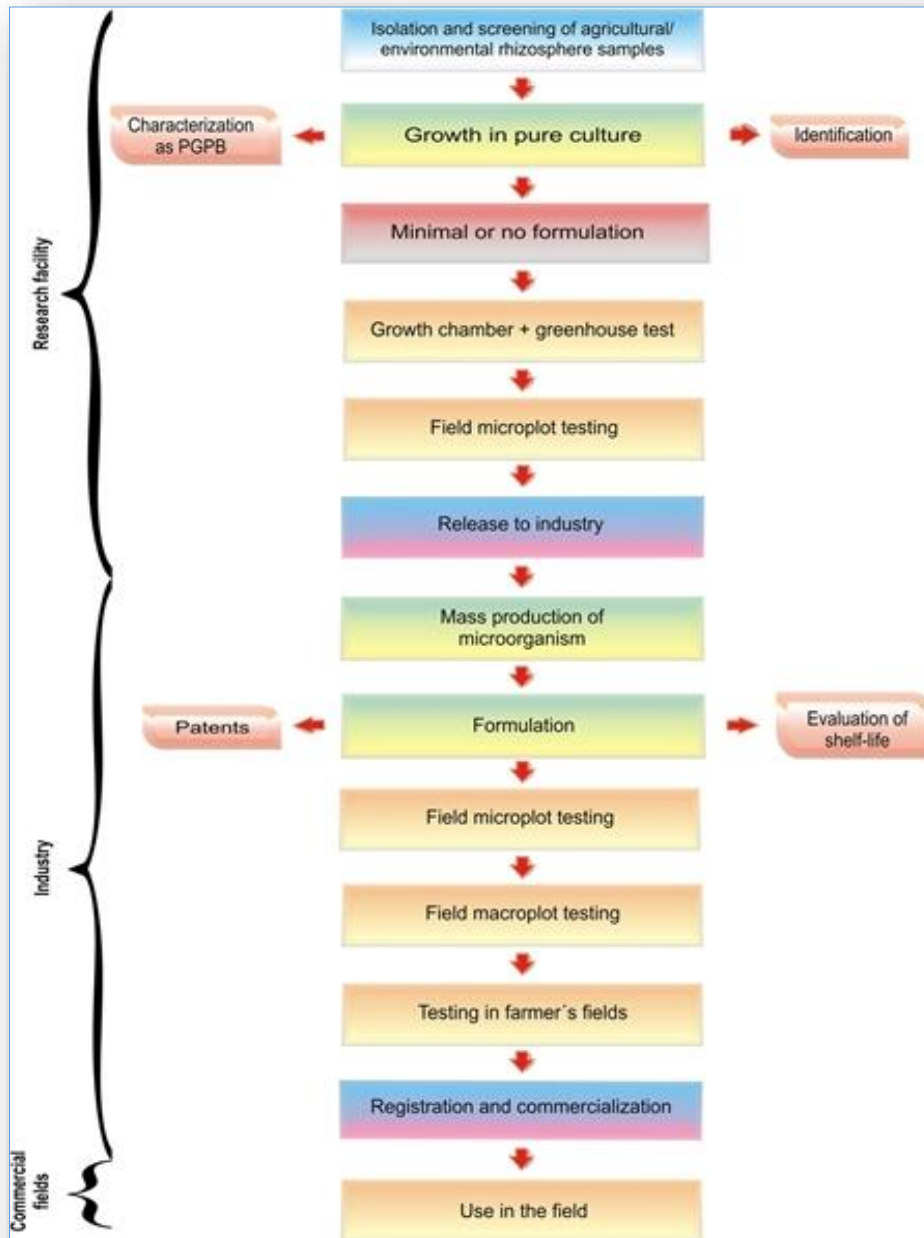 Isolation and screening of agricultural/
environmental rhizosphere samples
Characterization
as PGPB
Growth in pure culture
Identification
Minimal or no formulation
Research facility
Growth chamber + greenhouse test
Field microplot testing
Release to industry
Mass production of
microorganism
Patents
Formulation
Evaluation of
shelf-life
Field microplot testing
Industry
Field macroplot testing
Testing in farmer´s fields
Registration and commercialization
Commercial
fields
Use in the field